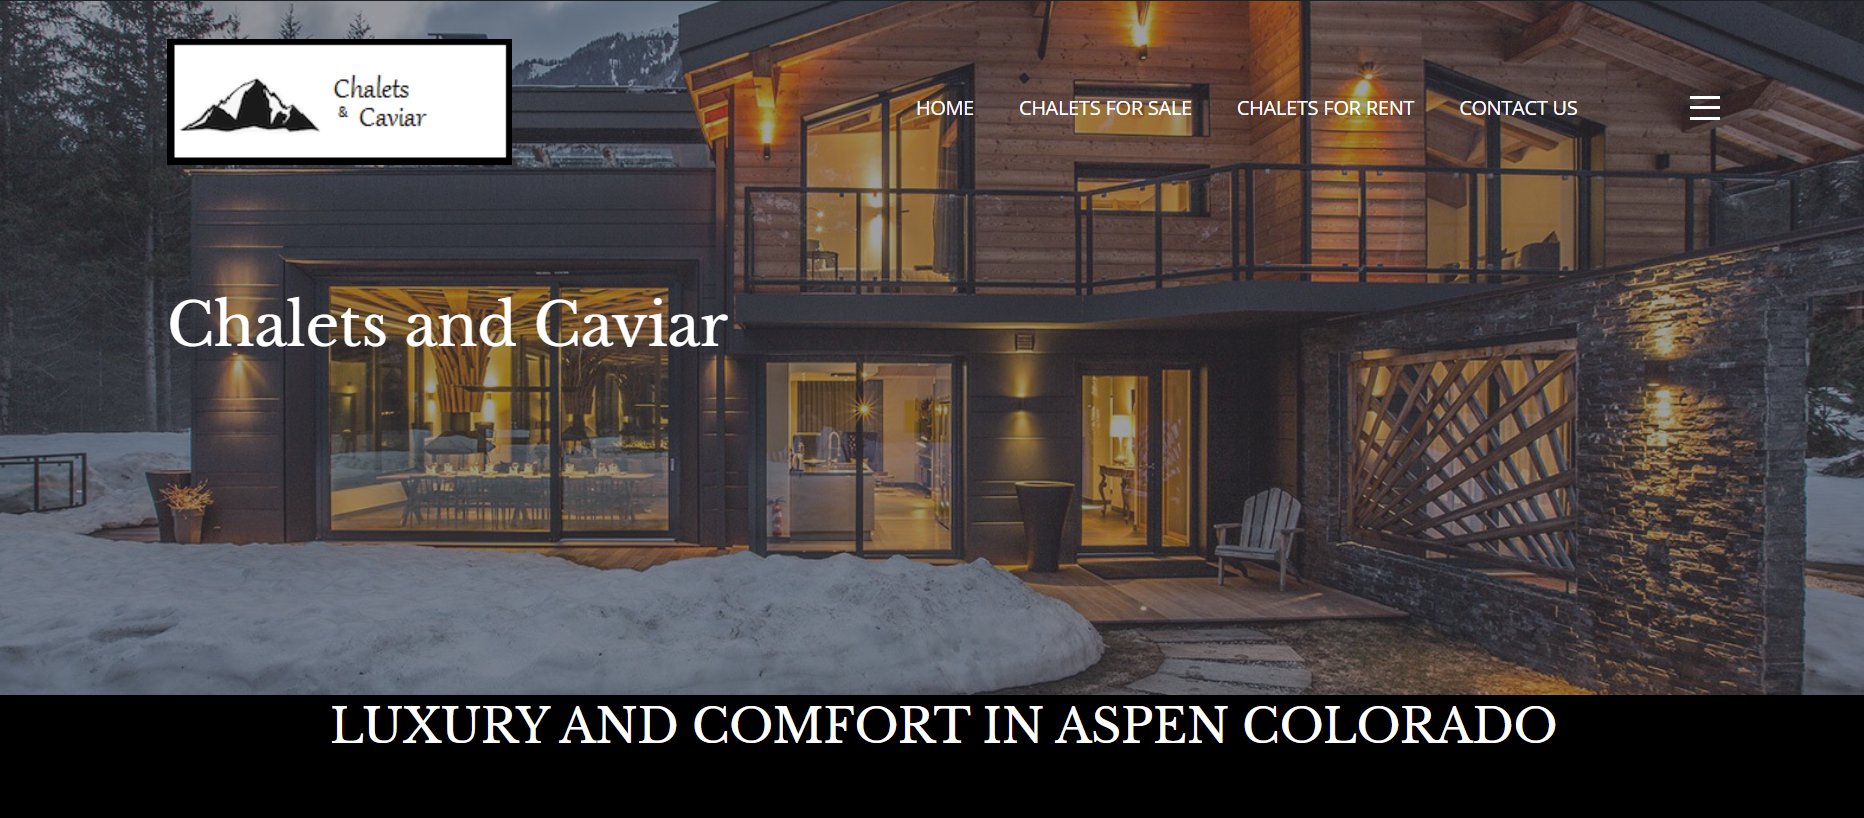 Chalets
& Caviar
HOME CHALETS FOR SALE CHALETS FOR RENT CONTACT US
Chalets and Caviar
LUXURY AND COMFORT IN ASPEN COLORADO